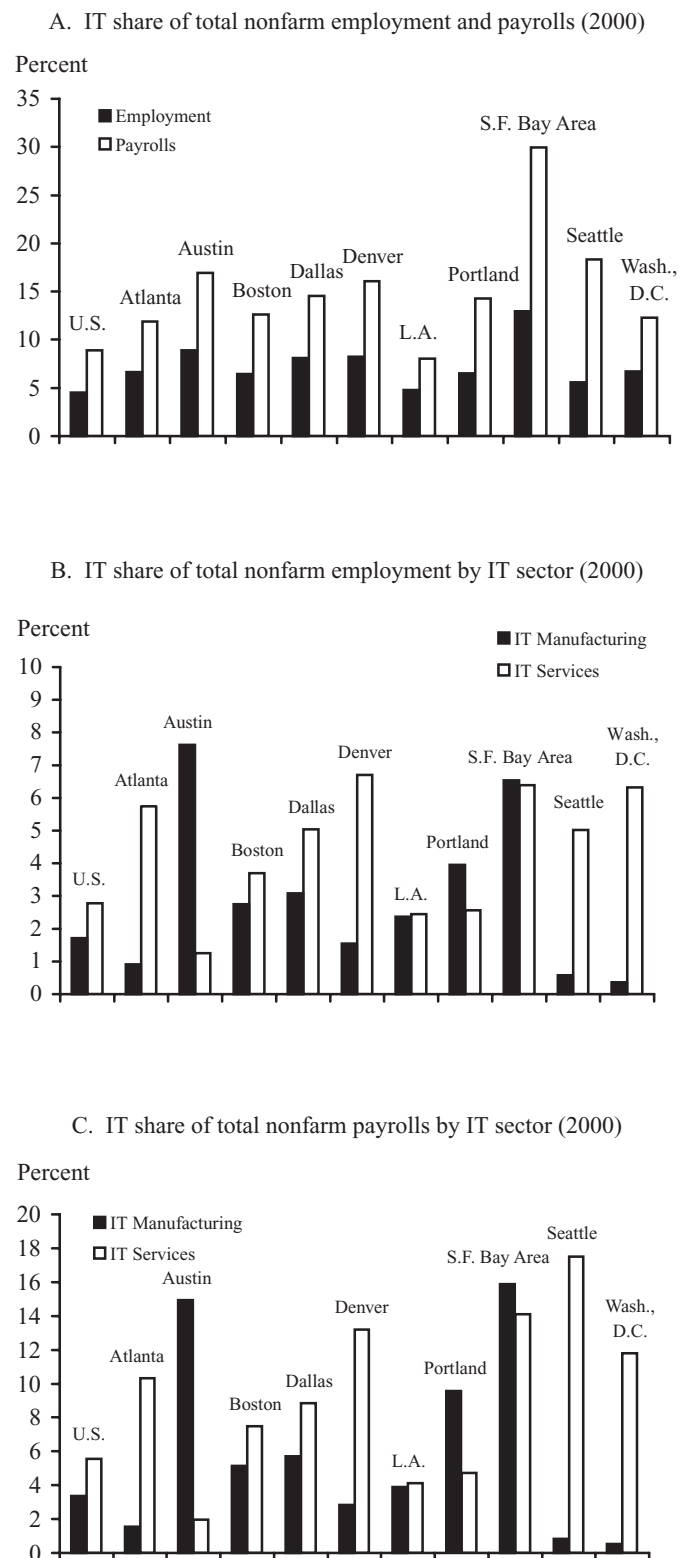 A. IT share of total nonfarm employment and payrolls (2000)
Percent
35
30
25
20
15
10
5
0
Employment
Payrolls
U.S.
Atlanta
Austin
Boston
Dallas
Denver
L.A.
Portland
S.F. Bay Area
Seattle
Wash.,
D.C.
B. IT share of total nonfarm employment by IT sector (2000)
Percent
10
9
8
7
6
5
4
3
2
1
0
IT Manufacturing
IT Services
U.S.
Atlanta
Austin
Boston
Dallas
Denver
L.A.
Portland
S.F. Bay Area
Seattle
Wash.,
D.C.
C. IT share of total nonfarm payrolls by IT sector (2000)
Percent
20
18
16
14
12
10
8
6
4
2
0
IT Manufacturing
IT Services
U.S.
Atlanta
Austin
Boston
Dallas
Denver
L.A.
Portland
S.F. Bay Area
Seattle
Wash.,
D.C.